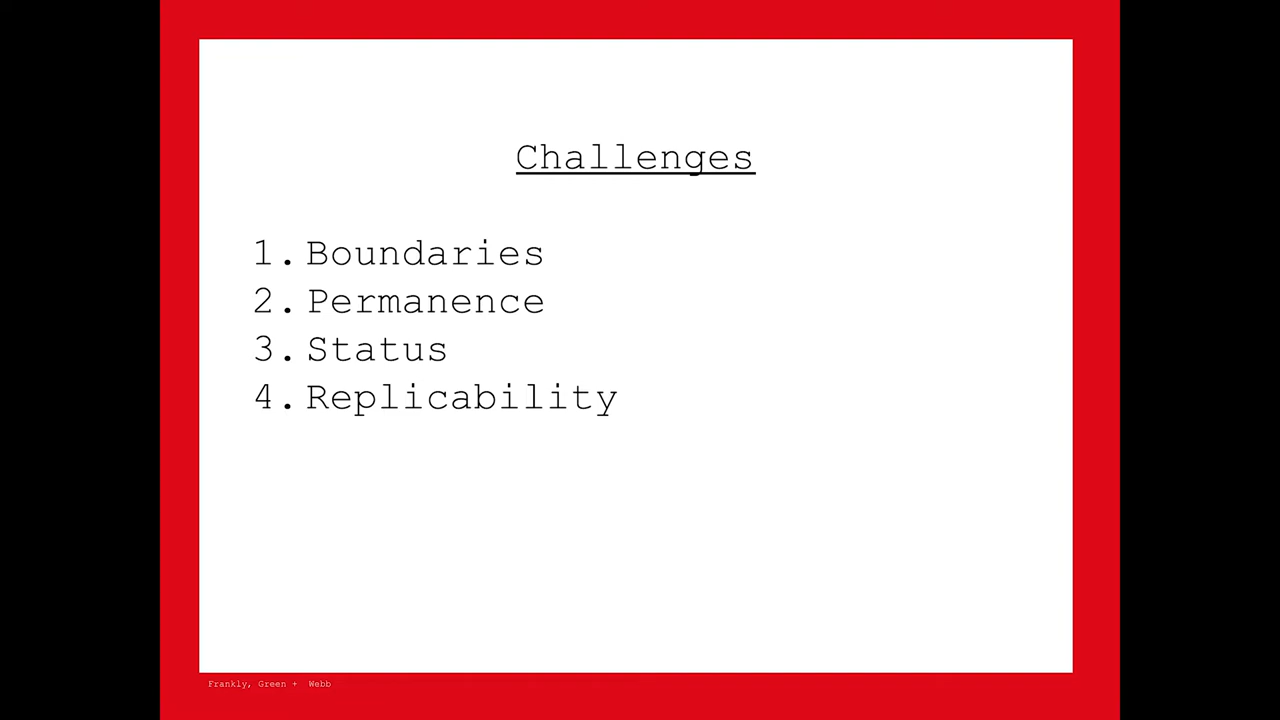 Challenges
1. Boundaries
2. Permanence
3. Status
4. Replicability
Frankly, Green + Webb